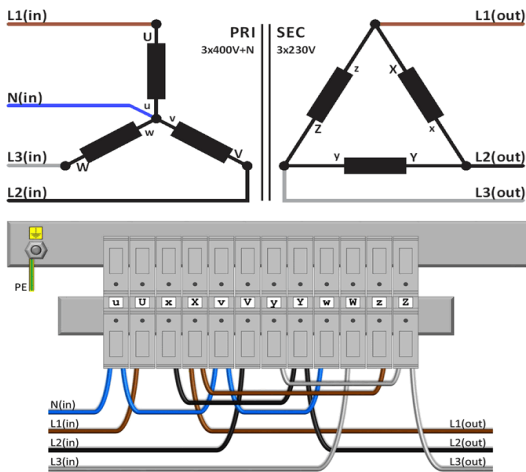 L1(in)
U
PRI
SEC
L1(out)
3x400V+N
3x230V
z
X
N(in)
u
w
v
Z
x
L3(in)
W
V
y
Y
L2(out)
L2(in)
L3(out)
PE
u U x X v V y Y w W z Z
N(in)
L1(in)
L1(out)
L2(in)
L2(out)
L3(in)
L3(out)